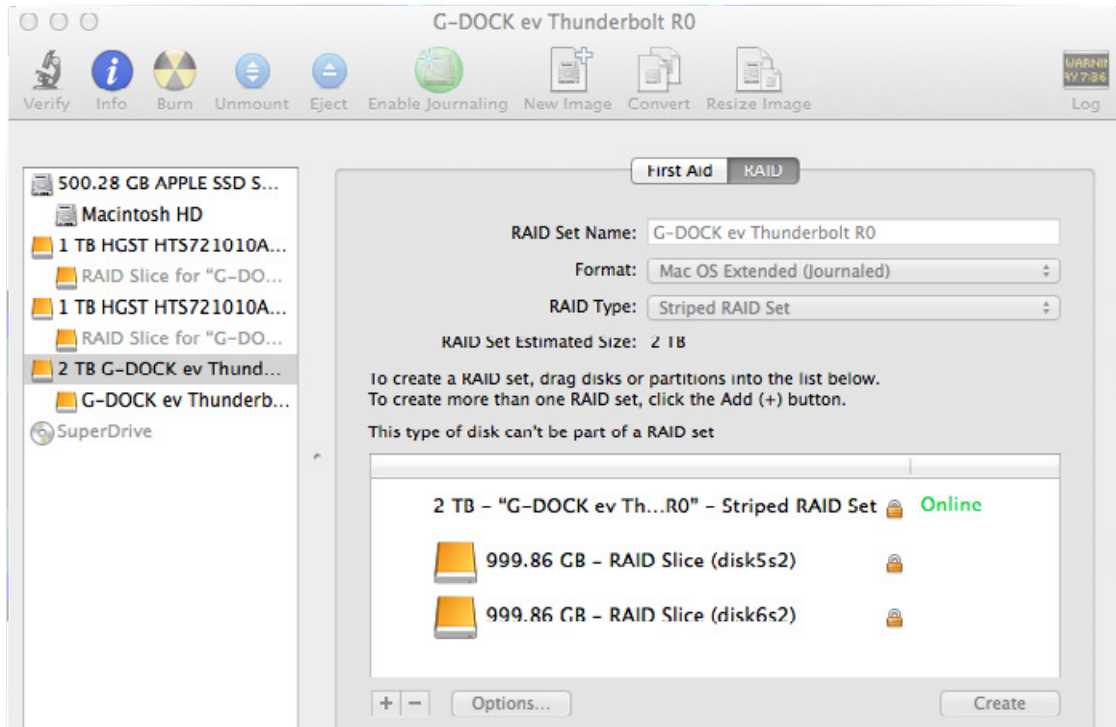 G-DOCK ev Thunderbolt R0
Verify Info Burn Unmount Eject Enable Journaling New Image Convert Resize Image Log
WARNIN
AY 7:36
500.28 GB APPLE SSD S...
Macintosh HD
1 TB HGST HTS721010A...
RAID Slice for "G-DO...
1 TB HGST HTS721010A...
RAID Slice for "G-DO...
2 TB G-DOCK ev Thund...
G-DOCK ev Thunderb...
SuperDrive
First Aid RAID
RAID Set Name: G-DOCK ev Thunderbolt R0
Format: Mac OS Extended (Journaled)
RAID Type: Striped RAID Set
RAID Set Estimated Size: 2 TB
To create a RAID set, drag disks or partitions into the list below.
To create more than one RAID set, click the Add (+) button.
This type of disk can't be part of a RAID set
2 TB – "G-DOCK ev Th...R0" – Striped RAID Set Online
999.86 GB – RAID Slice (disk5s2)
999.86 GB – RAID Slice (disk6s2)
+ − Options... Create